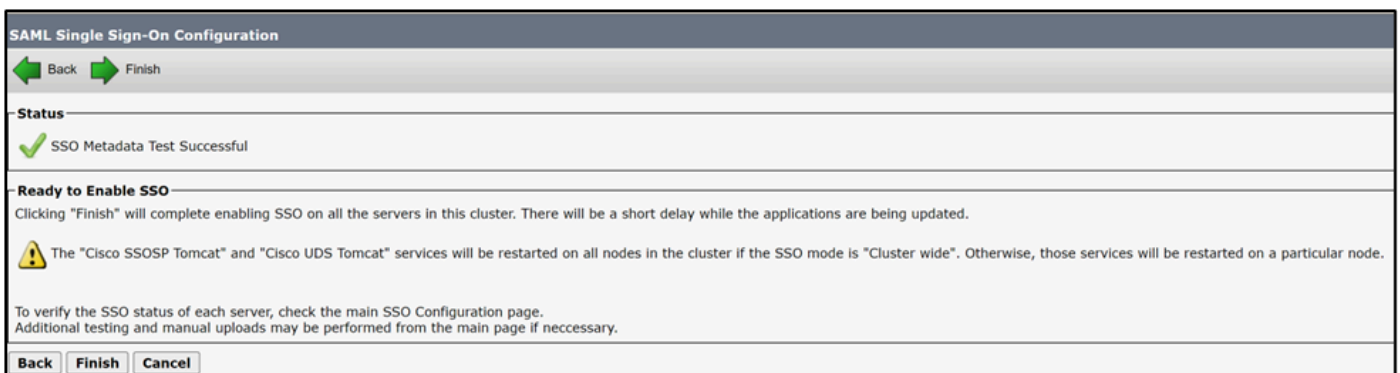 SAML Single Sign-On Configuration
Back Finish
Status
SSO Metadata Test Successful
Ready to Enable SSO
Clicking "Finish" will complete enabling SSO on all the servers in this cluster. There will be a short delay while the applications are being updated.
The "Cisco SSOSP Tomcat" and "Cisco UDS Tomcat" services will be restarted on all nodes in the cluster if the SSO mode is "Cluster wide". Otherwise, those services will be restarted on a particular node.
To verify the SSO status of each server, check the main SSO Configuration page.
Additional testing and manual uploads may be performed from the main page if neccessary.
Back Finish Cancel